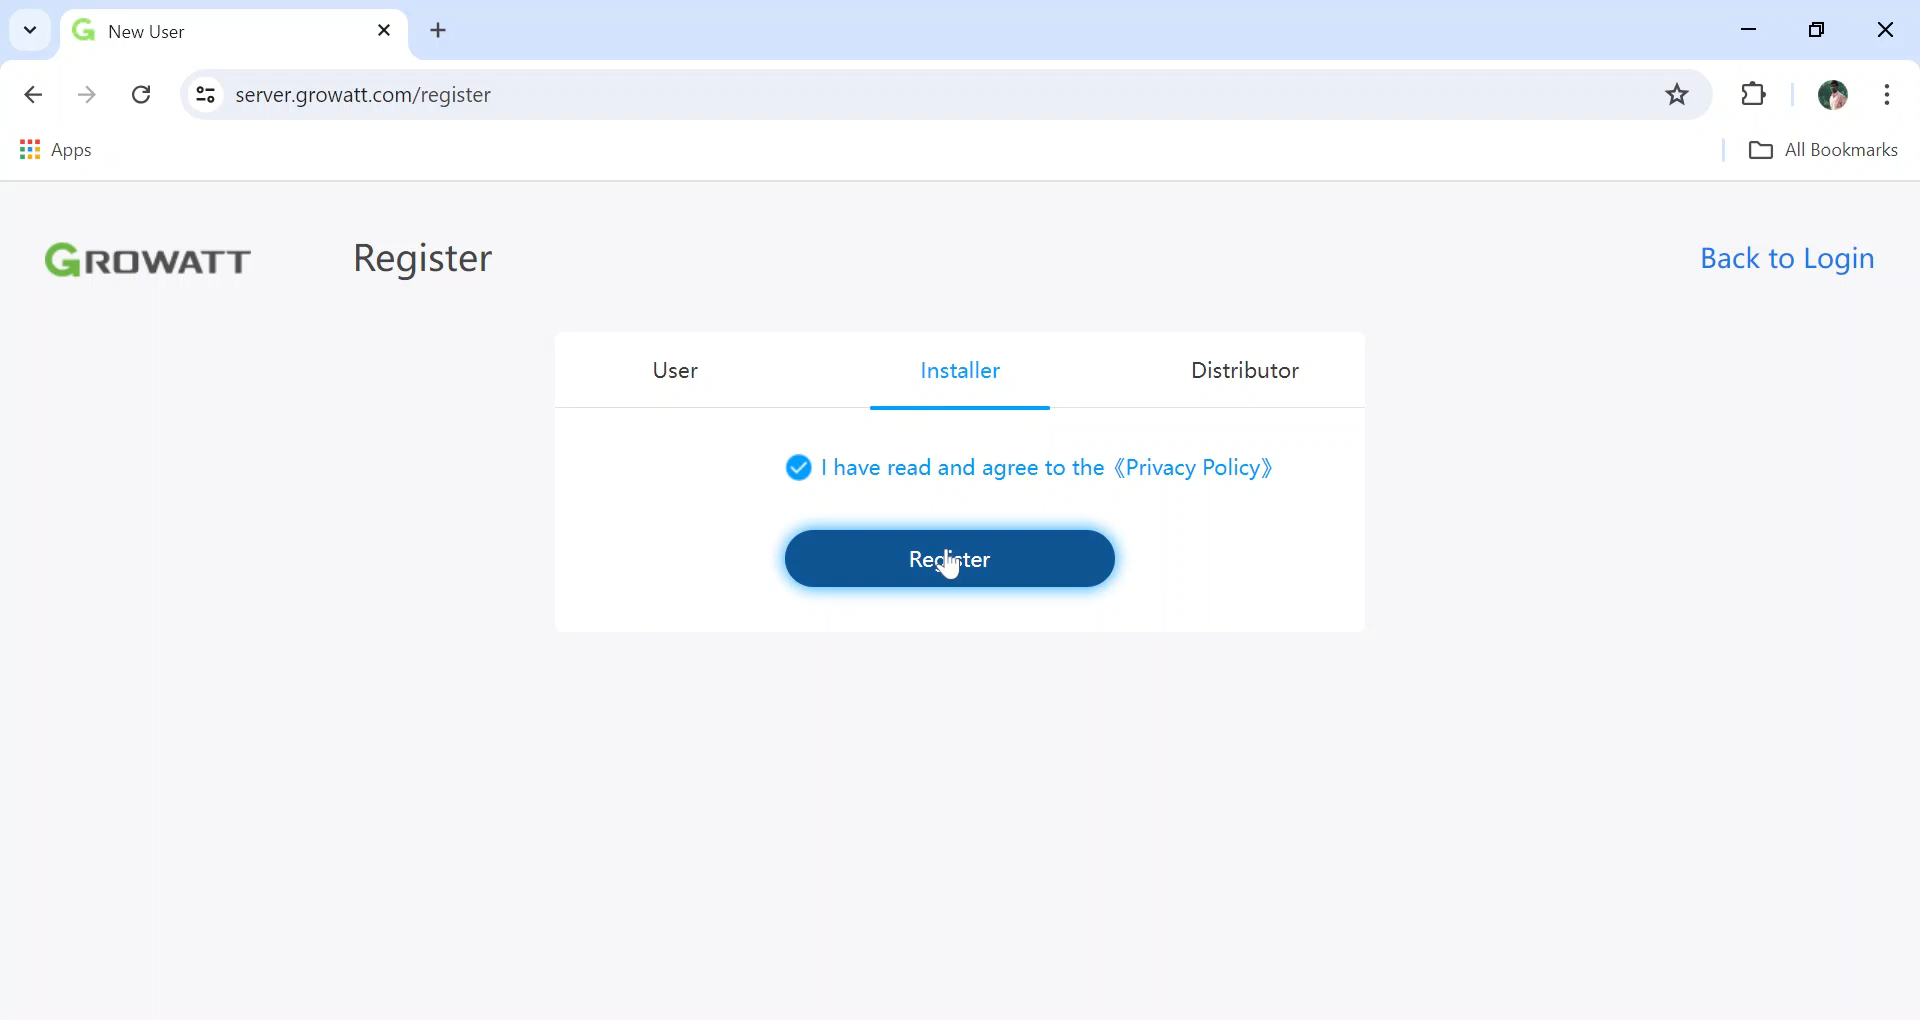 New User
server.growatt.com/register
Apps
All Bookmarks
GROWATT
Register
Back to Login
User
Installer
Distributor
I have read and agree to the《Privacy Policy》
Register